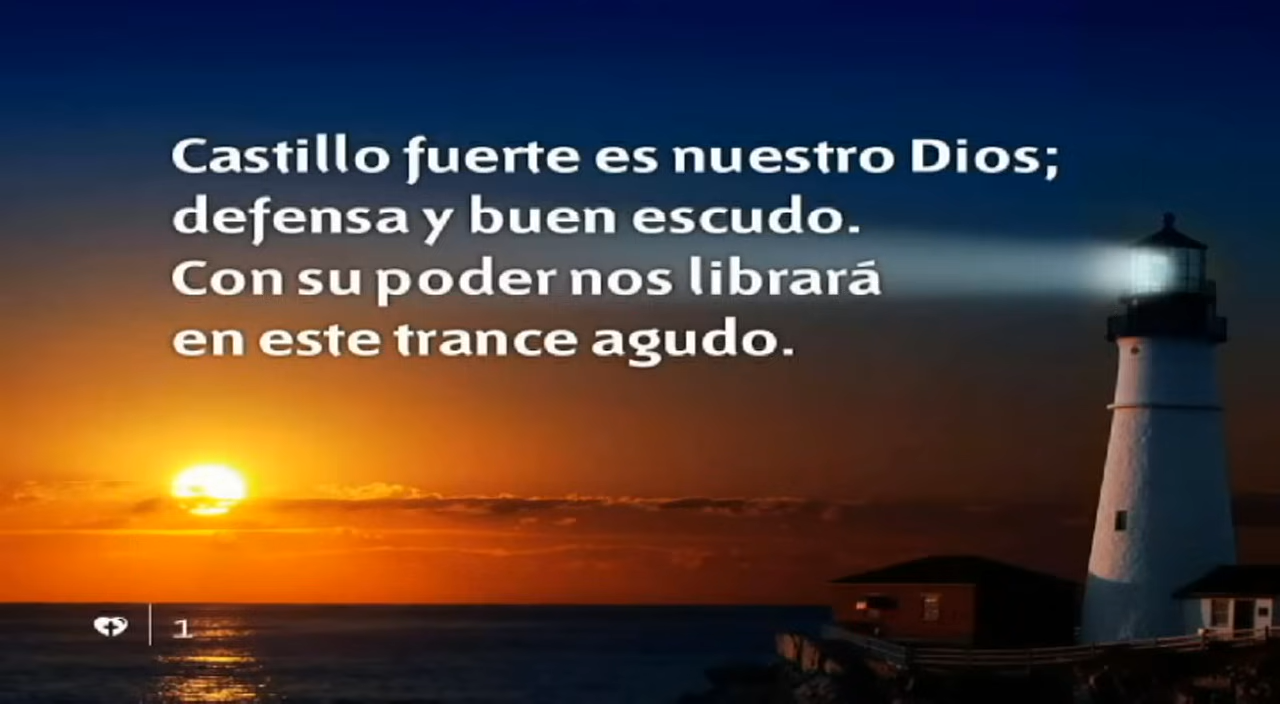 Castillo fuerte es nuestro Dios;
defensa y buen escudo.
Con su poder nos librará
en este trance agudo.
1